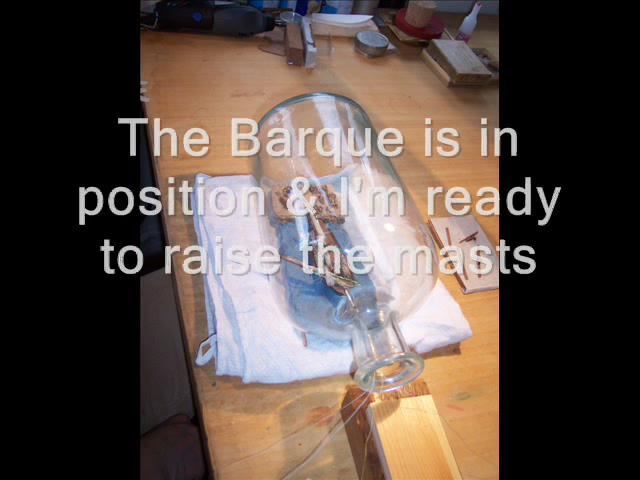 The Barque is in
position & I'm ready
to raise the masts